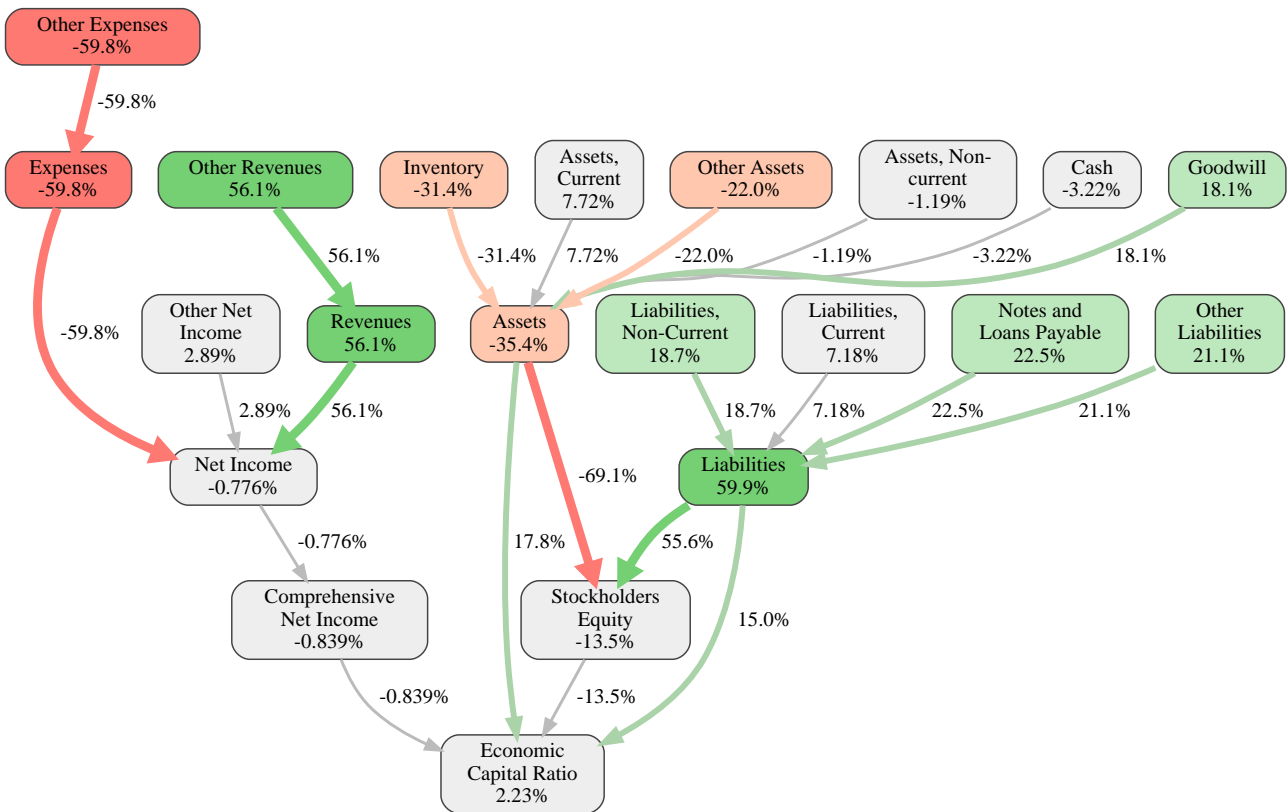 Other Expenses
-59.8%
-59.8%
Expenses
-59.8%
Other Revenues
56.1%
Inventory
-31.4%
Assets,
Current
7.72%
Other Assets
-22.0%
Assets, Non-
current
-1.19%
Cash
-3.22%
Goodwill
18.1%
56.1%
-31.4%
7.72%
-22.0%
-1.19%
-3.22%
18.1%
-59.8%
Other Net
Income
2.89%
Revenues
56.1%
Assets
-35.4%
Liabilities,
Non-Current
18.7%
Liabilities,
Current
7.18%
Notes and
Loans Payable
22.5%
Other
Liabilities
21.1%
2.89%
56.1%
18.7%
7.18%
22.5%
21.1%
Net Income
-0.776%
-69.1%
Liabilities
59.9%
-0.776%
17.8%
55.6%
Comprehensive
Net Income
-0.839%
Stockholders
Equity
-13.5%
15.0%
-0.839%
-13.5%
Economic
Capital Ratio
2.23%